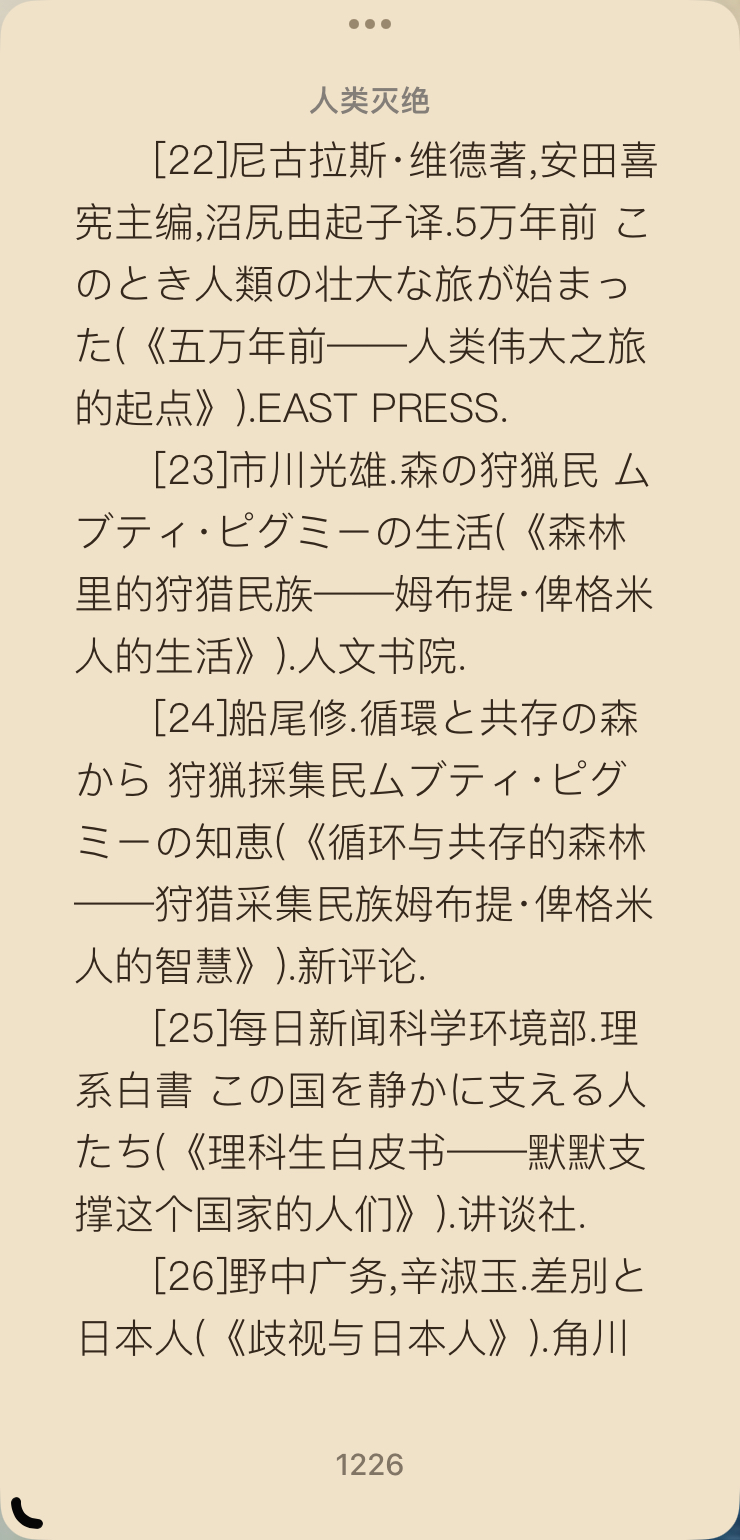 人类灭绝
[22]尼古拉斯·维德著,安田喜
宪主编,沼尻由起子译.5万年前 こ
のとき人類の壮大な旅が始まっ
た(《五万年前——人类伟大之旅
的起点》).EAST PRESS.
[23]市川光雄.森の狩猟民 ム
ブティ·ピグミーの生活(《森林
里的狩猎民族——姆布提·俾格米
人的生活》).人文书院.
[24]船尾修.循環と共存の森
から 狩猟採集民ムブティ·ピグ
ミーの知恵(《循环与共存的森林
——狩猎采集民族姆布提·俾格米
人的智慧》).新评论.
[25]每日新闻科学环境部.理
系白書 この国を静かに支える人
たち(《理科生白皮书——默默支
撑这个国家的人们》).讲谈社.
[26]野中广务,辛淑玉.差別と
日本人(《歧视与日本人》).角川
1226